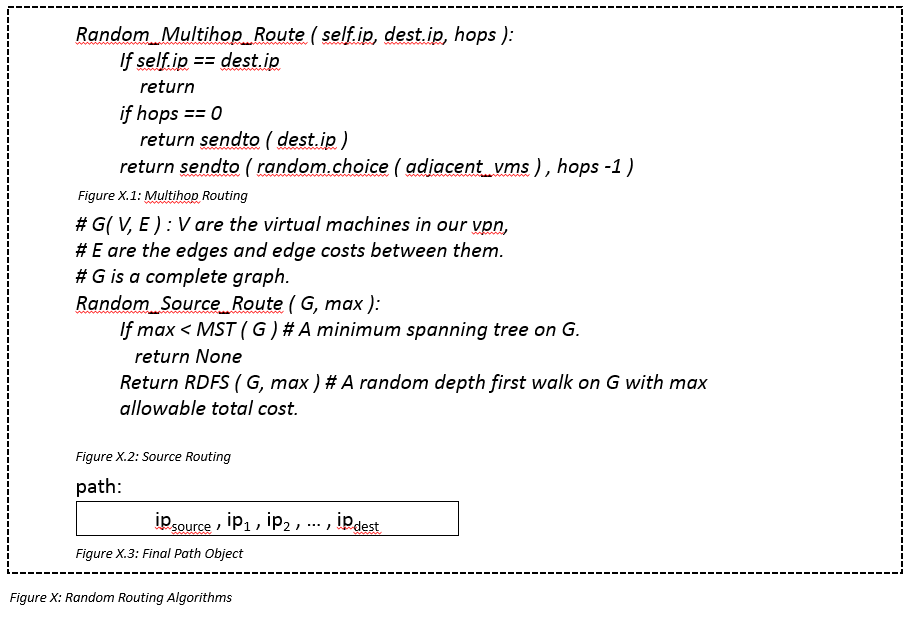 Random_Multihop_Route ( self.ip, dest.ip, hops ):
If self.ip == dest.ip
return
if hops == 0
return sendto ( dest.ip )
return sendto ( random.choice ( adjacent_vms ) , hops -1 )
Figure X.1: Multihop Routing
# G( V, E ) : V are the virtual machines in our vpn,
# E are the edges and edge costs between them.
# G is a complete graph.
Random_Source_Route ( G, max ):
If max < MST ( G ) # A minimum spanning tree on G.
return None
Return RDFS ( G, max ) # A random depth first walk on G with max
allowable total cost.
Figure X.2: Source Routing
path:
ip_source , ip_1 , ip_2 , ... , ip_dest
Figure X.3: Final Path Object
Figure X: Random Routing Algorithms